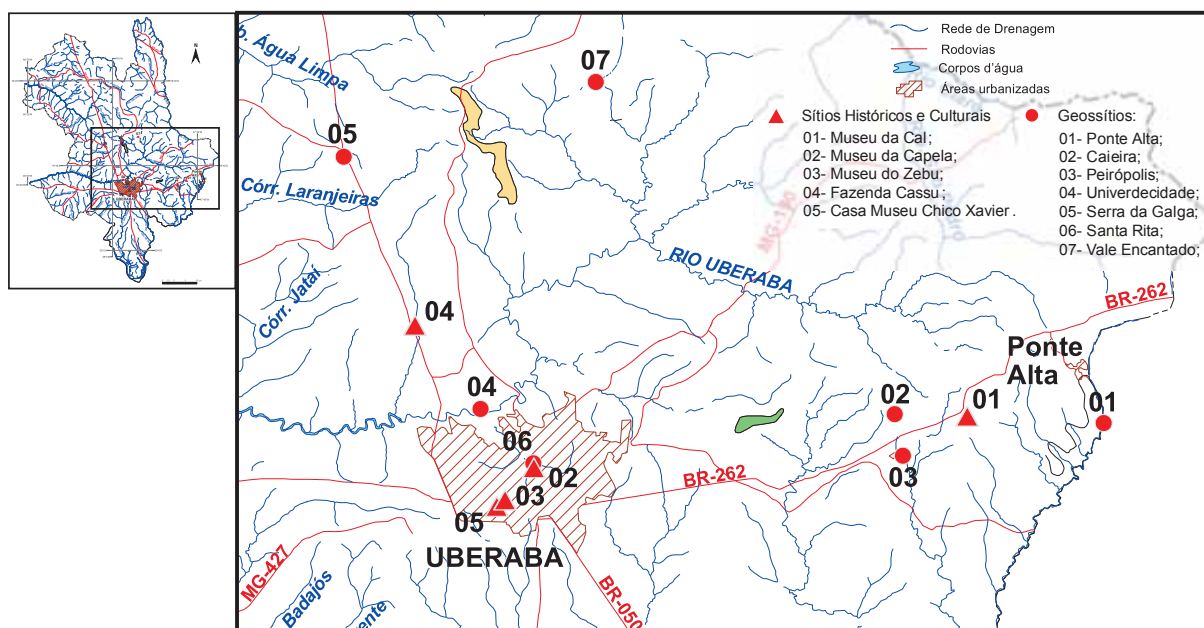 N
b. Água Limpa
07
Rede de Drenagem
Rodovias
Corpos d'água
Áreas urbanizadas
Sítios Históricos e Culturais
01- Museu da Cal;
02- Museu da Capela;
03- Museu do Zebu;
04- Fazenda Cassu;
05- Casa Museu Chico Xavier.
Geossítios:
01- Ponte Alta;
02- Caieira;
03- Peirópolis;
04- Univerdecidade;
05- Serra da Galga;
06- Santa Rita;
07- Vale Encantado;
05
Córr. Laranjeiras
MG-190
RIO UBERABA
Córr. Jataí
04
BR-262
Ponte
Alta
04
02
01
01
06
02
03
BR-262
03
05
UBERABA
MG-427
BR-050
Badajós
ente